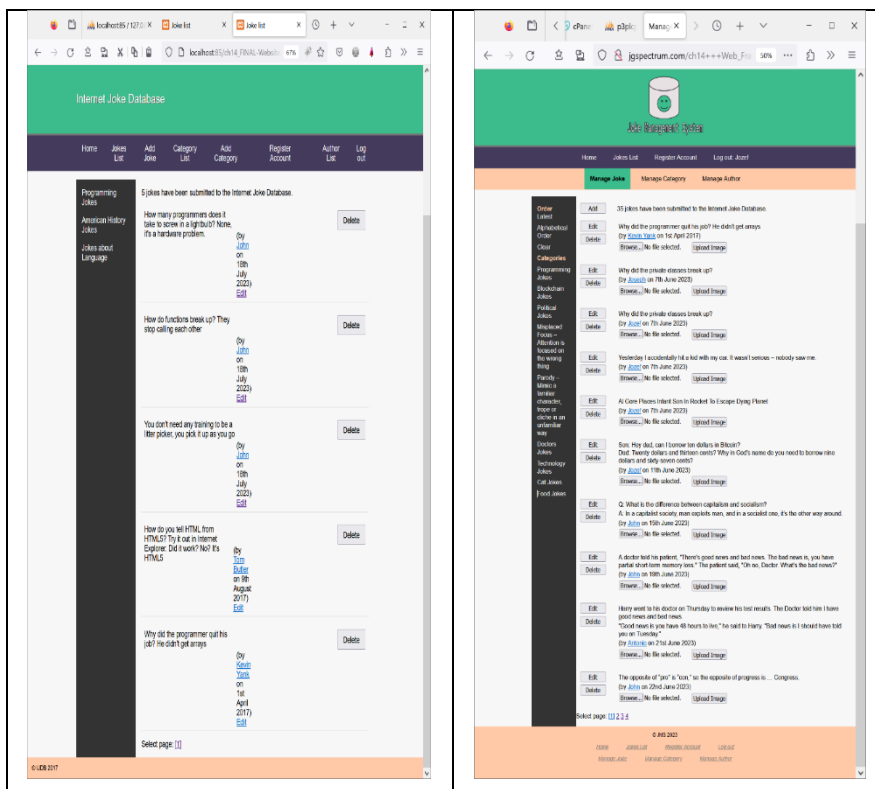 localhost:85 / 127.0
Joke list
Joke list
localhost:85/ch14_FINAL-Website
67%
Internet Joke Database
Home
Jokes List
Add Joke
Category List
Add Category
Register Account
Author List
Log out
Programming Jokes
American History Jokes
Jokes about Language
5 jokes have been submitted to the Internet Joke Database.
How many programmers does it
take to screw in a lightbulb? None,
it's a hardware problem.
(by
John
on
18th
July
2023)
Edit
Delete
How do functions break up? They
stop calling each other
(by
John
on
18th
July
2023)
Edit
Delete
You don't need any training to be a
litter picker, you pick it up as you go
(by
John
on
18th
July
2023)
Edit
Delete
How do you tell HTML from
HTML5? Try it out in Internet
Explorer. Did it work? No? It's
HTML5
(by
Tom
Butler
on 9th
August
2017)
Edit
Delete
Why did the programmer quit his
job? He didn't get arrays
(by
Kevin
Yank
on
1st
April
2017)
Edit
Delete
Select page: [1]
© IJDB 2017
cPane
p3plc
Manag
jgspectrum.com/ch14+++Web_Fr
50%
Joke Management System
Home
Jokes List
Register Account
Log out: Jozef
Manage Joke
Manage Category
Manage Author
Order
Latest
Alphabetical
Order
Clear
Categories
Programming
Jokes
Blockchain
Jokes
Political
Jokes
Misplaced
Focus –
Attention is
focused on
the wrong
thing
Parody –
Mimic a
familiar
character,
trope or
cliche in an
unfamiliar
way
Doctors
Jokes
Technology
Jokes
Cat Jokes
Food Jokes
Add
35 jokes have been submitted to the Internet Joke Database.
Edit
Delete
Why did the programmer quit his job? He didn't get arrays
(by Kevin Yank on 1st April 2017)
Browse... No file selected. Upload Image
Edit
Delete
Why did the private classes break up?
(by Joseph on 7th June 2023)
Browse... No file selected. Upload Image
Edit
Delete
Why did the private classes break up?
(by Jozef on 7th June 2023)
Browse... No file selected. Upload Image
Edit
Delete
Yesterday I accidentally hit a kid with my car. It wasn't serious – nobody saw me.
(by Jozef on 7th June 2023)
Browse... No file selected. Upload Image
Edit
Delete
AI Core Places Infant Son In Rocket To Escape Dying Planet
(by Jozef on 7th June 2023)
Browse... No file selected. Upload Image
Edit
Delete
Son: Hey dad, can I borrow ten dollars in Bitcoin?
Dad: Twenty dollars and thirteen cents? Why in God's name do you need to borrow nine
dollars and sixty-seven cents?
(by Jozef on 11th June 2023)
Browse... No file selected. Upload Image
Edit
Delete
Q: What is the difference between capitalism and socialism?
A: In a capitalist society, man exploits man, and in a socialist one, it's the other way around.
(by John on 15th June 2023)
Browse... No file selected. Upload Image
Edit
Delete
A doctor told his patient, "There's good news and bad news. The bad news is, you have
partial short-term memory loss." The patient said, "Oh no, Doctor. What's the bad news?"
(by John on 19th June 2023)
Browse... No file selected. Upload Image
Edit
Delete
Harry went to his doctor on Thursday to review his test results. The Doctor told him I have
good news and bad news.
"Good news is you have 48 hours to live," he said to Harry. "Bad news is I should have told
you on Tuesday."
(by Antonio on 21st June 2023)
Browse... No file selected. Upload Image
Edit
Delete
The opposite of "pro" is "con," so the opposite of progress is ... Congress.
(by John on 22nd June 2023)
Browse... No file selected. Upload Image
Select page: [1] 2 3 4
© JMS 2023
Home
Jokes List
Register Account
Log out
Manage Joke
Manage Category
Manage Author